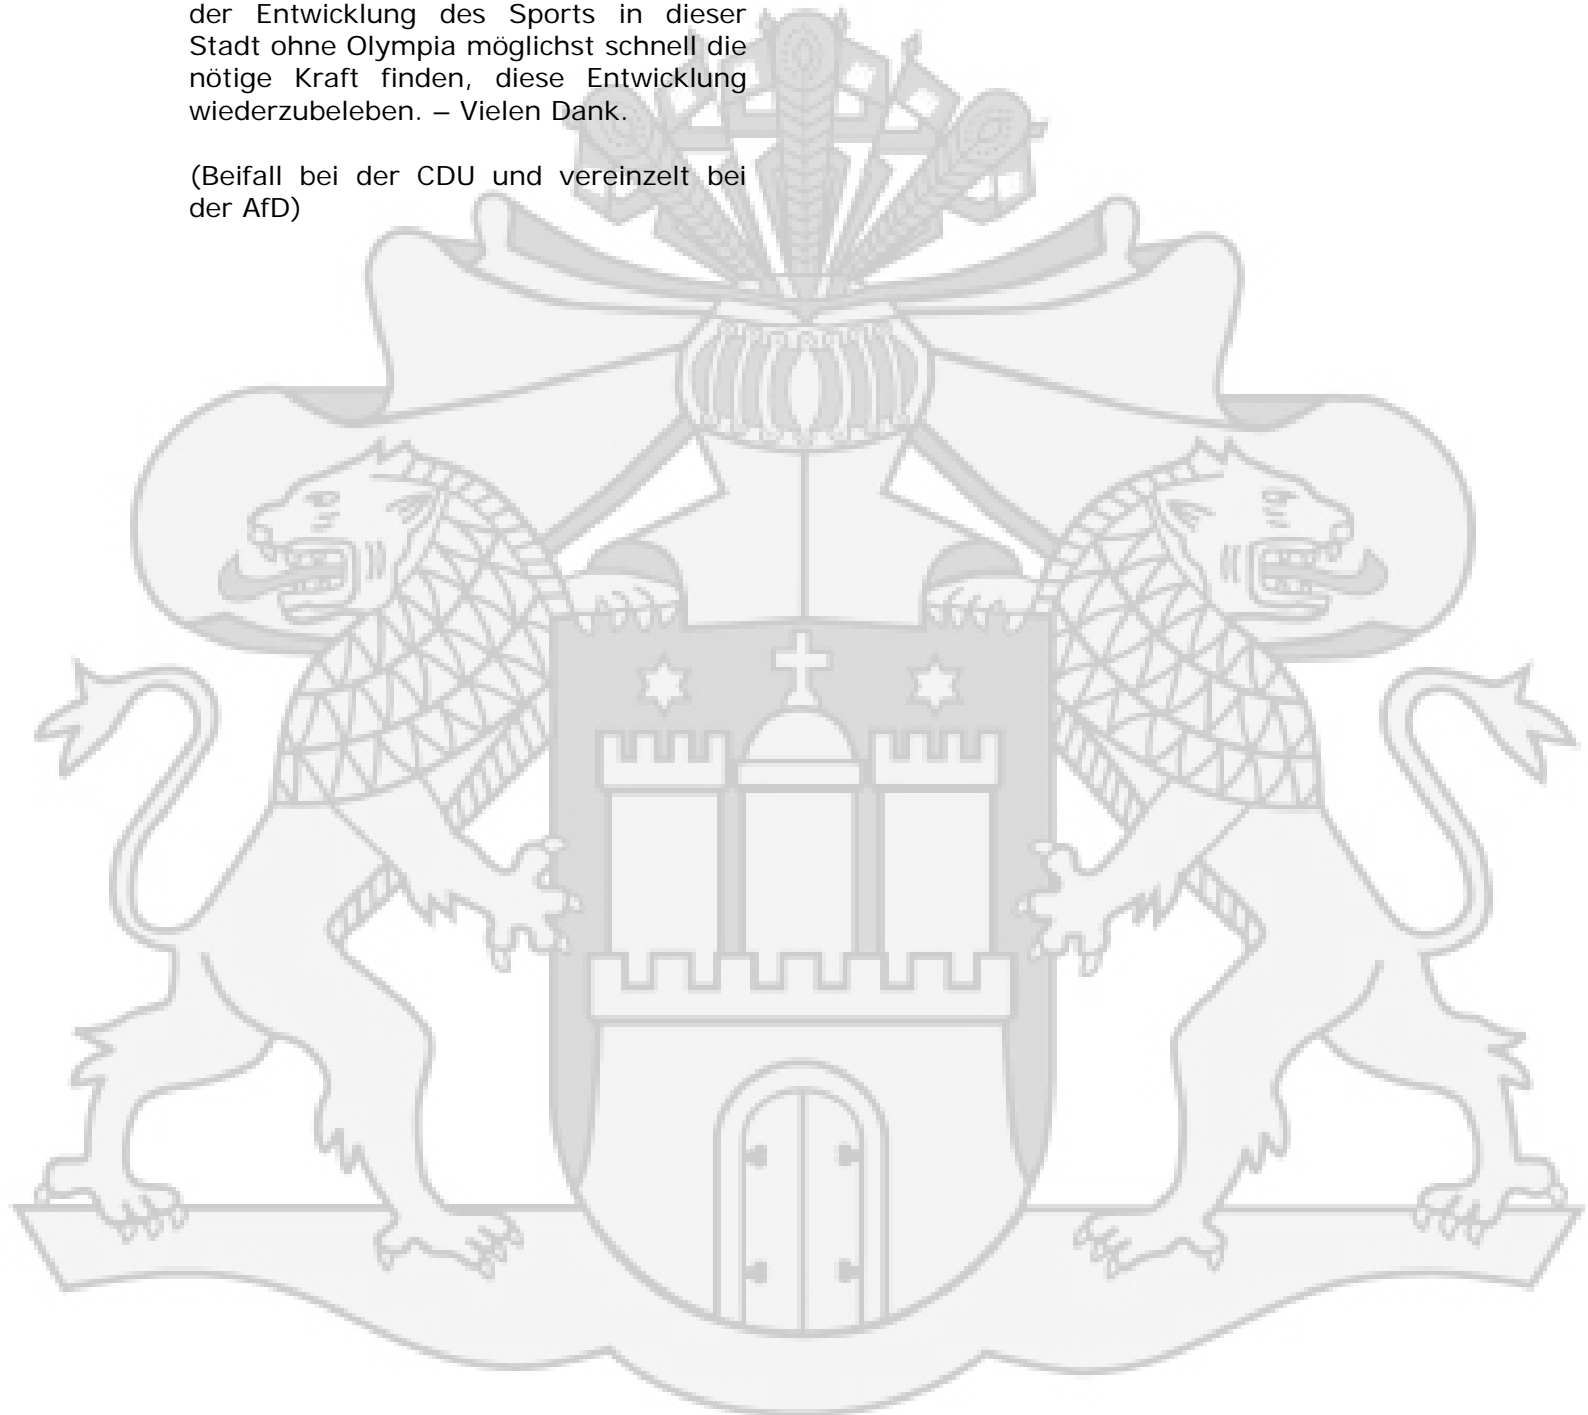 der Entwicklung des Sports in dieser
Stadt ohne Olympia möglichst schnell die
nötige Kraft finden, diese Entwicklung
wiederzubeleben. – Vielen Dank.
(Beifall bei der CDU und vereinzelt bei
der AfD)